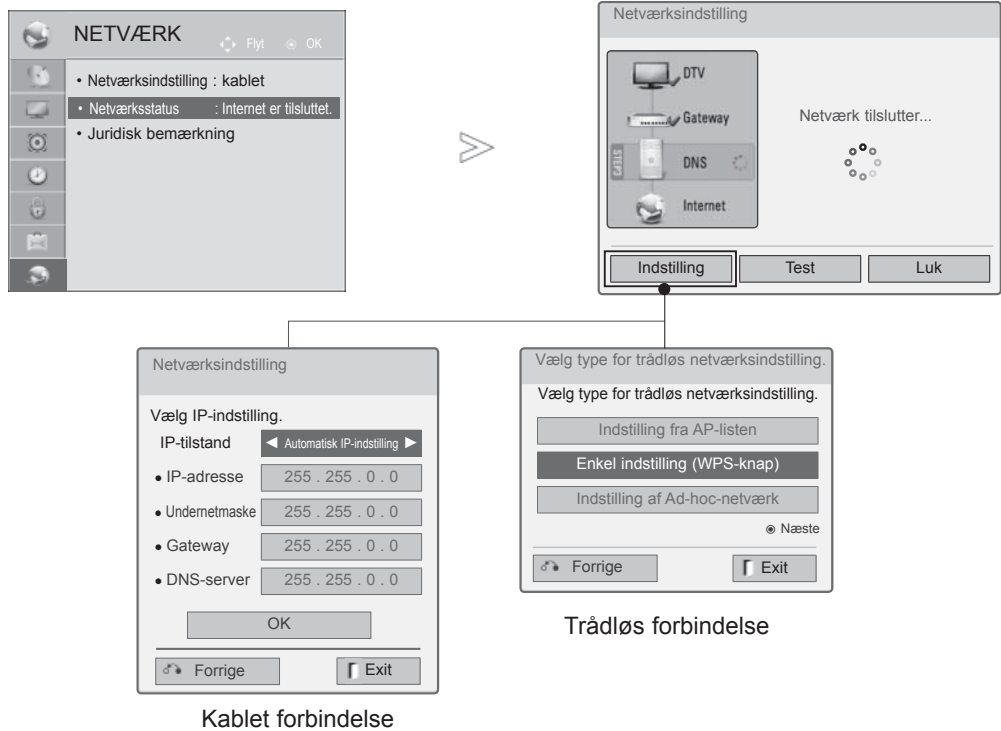 NETVÆRK
Flyt
OK
• Netværksindstilling : kablet
• Netværksstatus : Internet er tilsluttet.
• Juridisk bemærkning
Netværksindstilling
DTV
Gateway
STEP3
DNS
Internet
Netværk tilslutter...
Indstilling
Test
Luk
Netværksindstilling
Vælg IP-indstilling.
IP-tilstand ◀ Automatisk IP-indstilling ▶
• IP-adresse 255 . 255 . 0 . 0
• Undernetmaske 255 . 255 . 0 . 0
• Gateway 255 . 255 . 0 . 0
• DNS-server 255 . 255 . 0 . 0
OK
Forrige
Exit
Kablet forbindelse
Vælg type for trådløs netværksindstilling.
Vælg type for trådløs netværksindstilling.
Indstilling fra AP-listen
Enkel indstilling (WPS-knap)
Indstilling af Ad-hoc-netværk
Næste
Forrige
Exit
Trådløs forbindelse